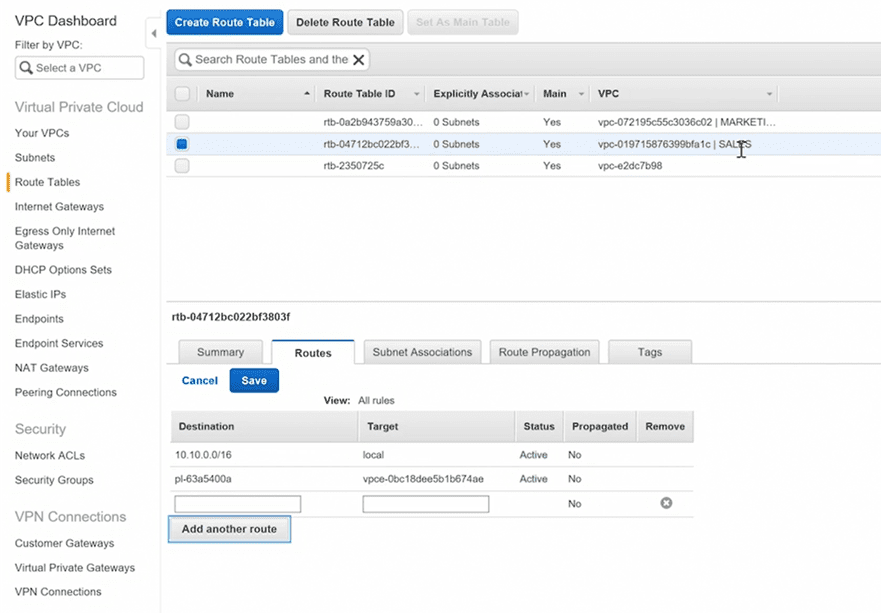 VPC Dashboard
Filter by VPC:
Select a VPC
Virtual Private Cloud
Your VPCs
Subnets
Route Tables
Internet Gateways
Egress Only Internet
Gateways
DHCP Options Sets
Elastic IPs
Endpoints
Endpoint Services
NAT Gateways
Peering Connections
Security
Network ACLs
Security Groups
VPN Connections
Customer Gateways
Virtual Private Gateways
VPN Connections
Create Route Table Delete Route Table Set As Main Table
Search Route Tables and the
Name Route Table ID Explicitly Associat Main VPC
rtb-0a2b943759a30... 0 Subnets Yes vpc-072195c55c3036c02 | MARKETI...
rtb-04712bc022bf3... 0 Subnets Yes vpc-019715876399bfa1c | SALES
rtb-2350725c 0 Subnets Yes vpc-e2dc7b98
rtb-04712bc022bf3803f
Summary Routes Subnet Associations Route Propagation Tags
Cancel Save
View: All rules
Destination Target Status Propagated Remove
10.10.0.0/16 local Active No
pl-63a5400a vpce-0bc18dee5b1b674ae Active No
No
Add another route